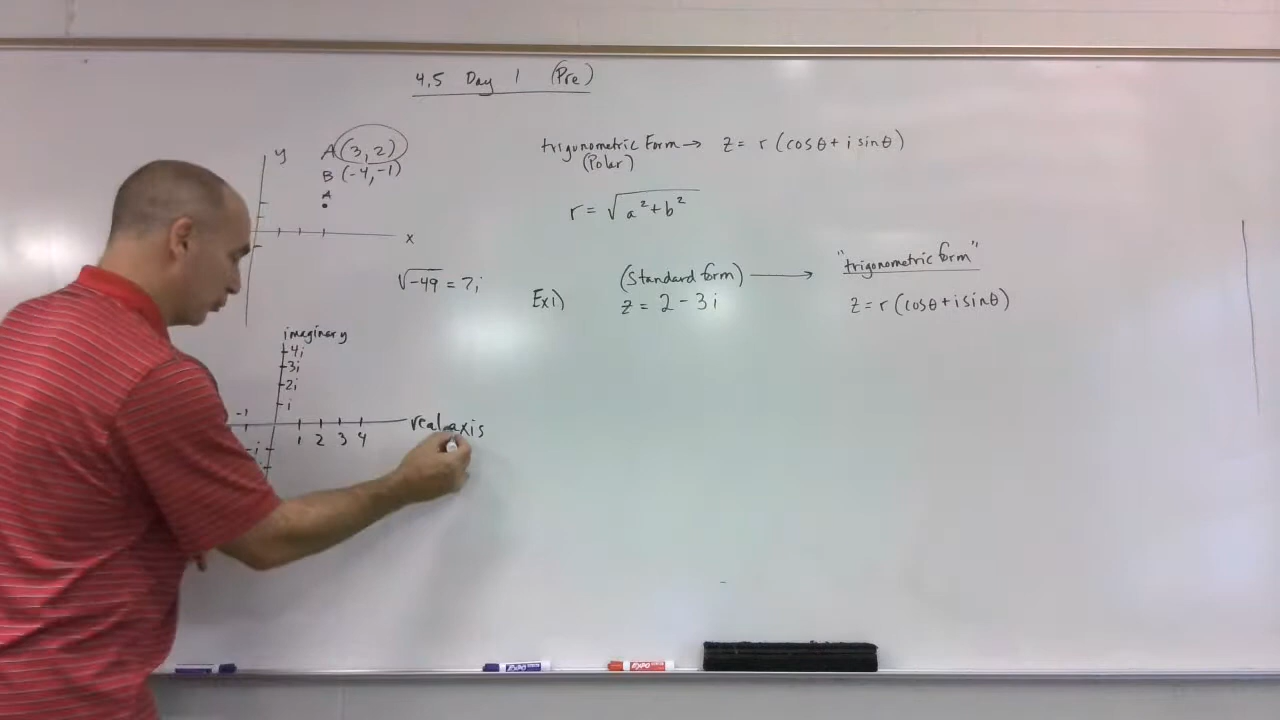 4.5 Day 1 (Pre)
y
A (3, 2)
B (-4, -1)
A
x
√-49 = 7i
imaginary
4i
3i
2i
i
-1
1 2 3 4
real axis
-i
trigonometric Form → z = r (cosθ + i sinθ)
(Polar)
r = √a²+b²
Ex1)
(Standard form) →
z = 2 - 3i
"trigonometric form"
z = r (cosθ + i sinθ)
EXPO
EXPO